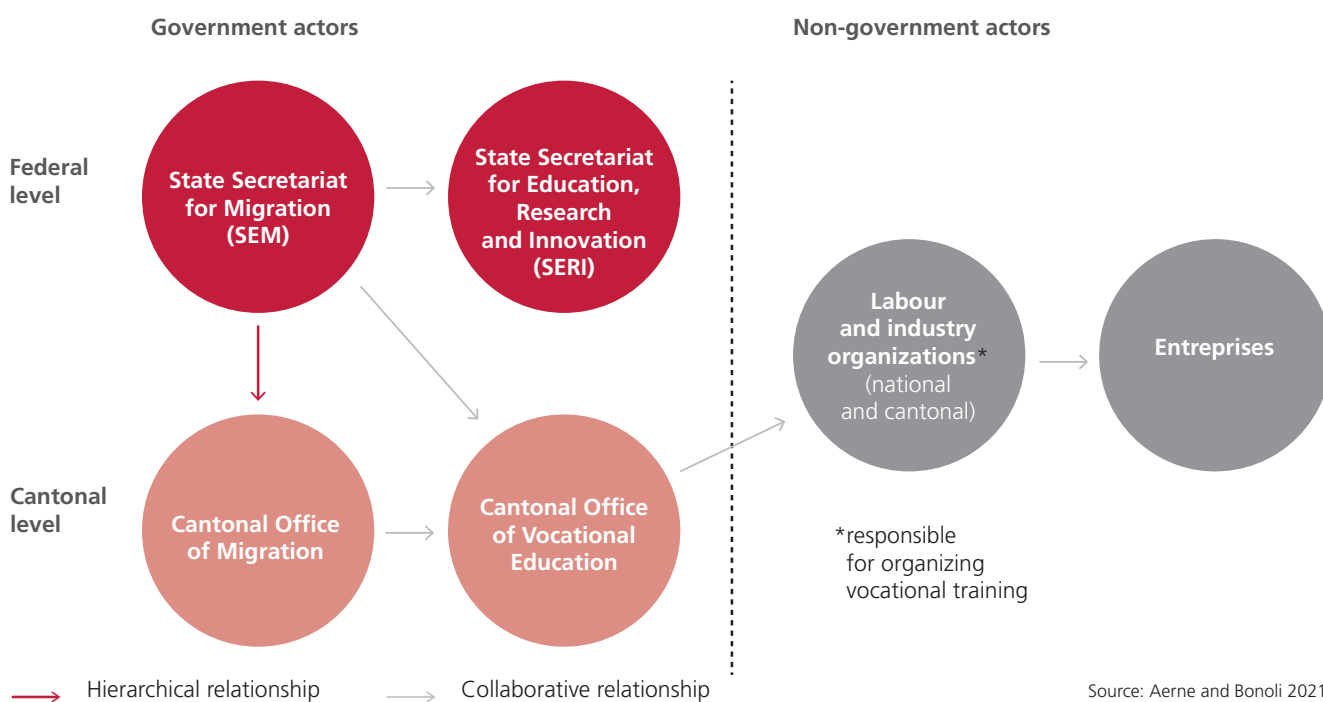 Government actors
Non-government actors
Federal
level
State Secretariat
for Migration
(SEM)
State Secretariat
for Education,
Research
and Innovation
(SERI)
Labour
and industry
organizations*
(national
and cantonal)
Entreprises
Cantonal
level
Cantonal Office
of Migration
Cantonal Office
of Vocational
Education
*responsible
for organizing
vocational training
Hierarchical relationship
Collaborative relationship
Source: Aerne and Bonoli 2021